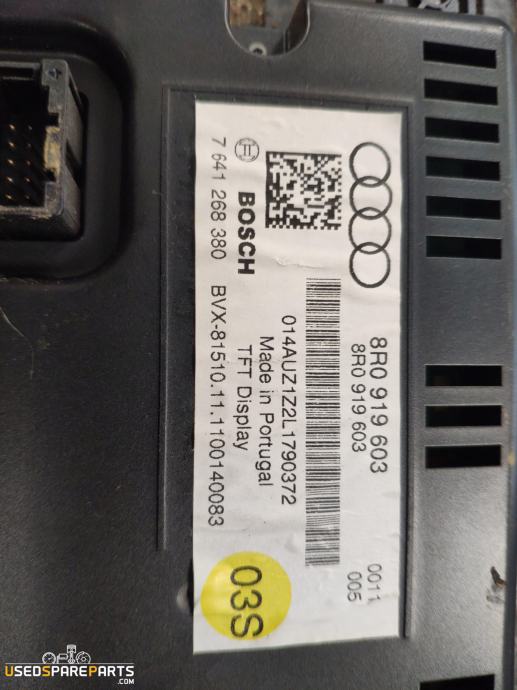 8R0 919 603
8R0 919 603
0011
005
014AUZ1Z2L1790372
Made in Portugal
TFT Display
BOSCH
7 641 268 380 BVX-81510.11.1100140083
03S
4
USEDSPAREPARTS
.COM